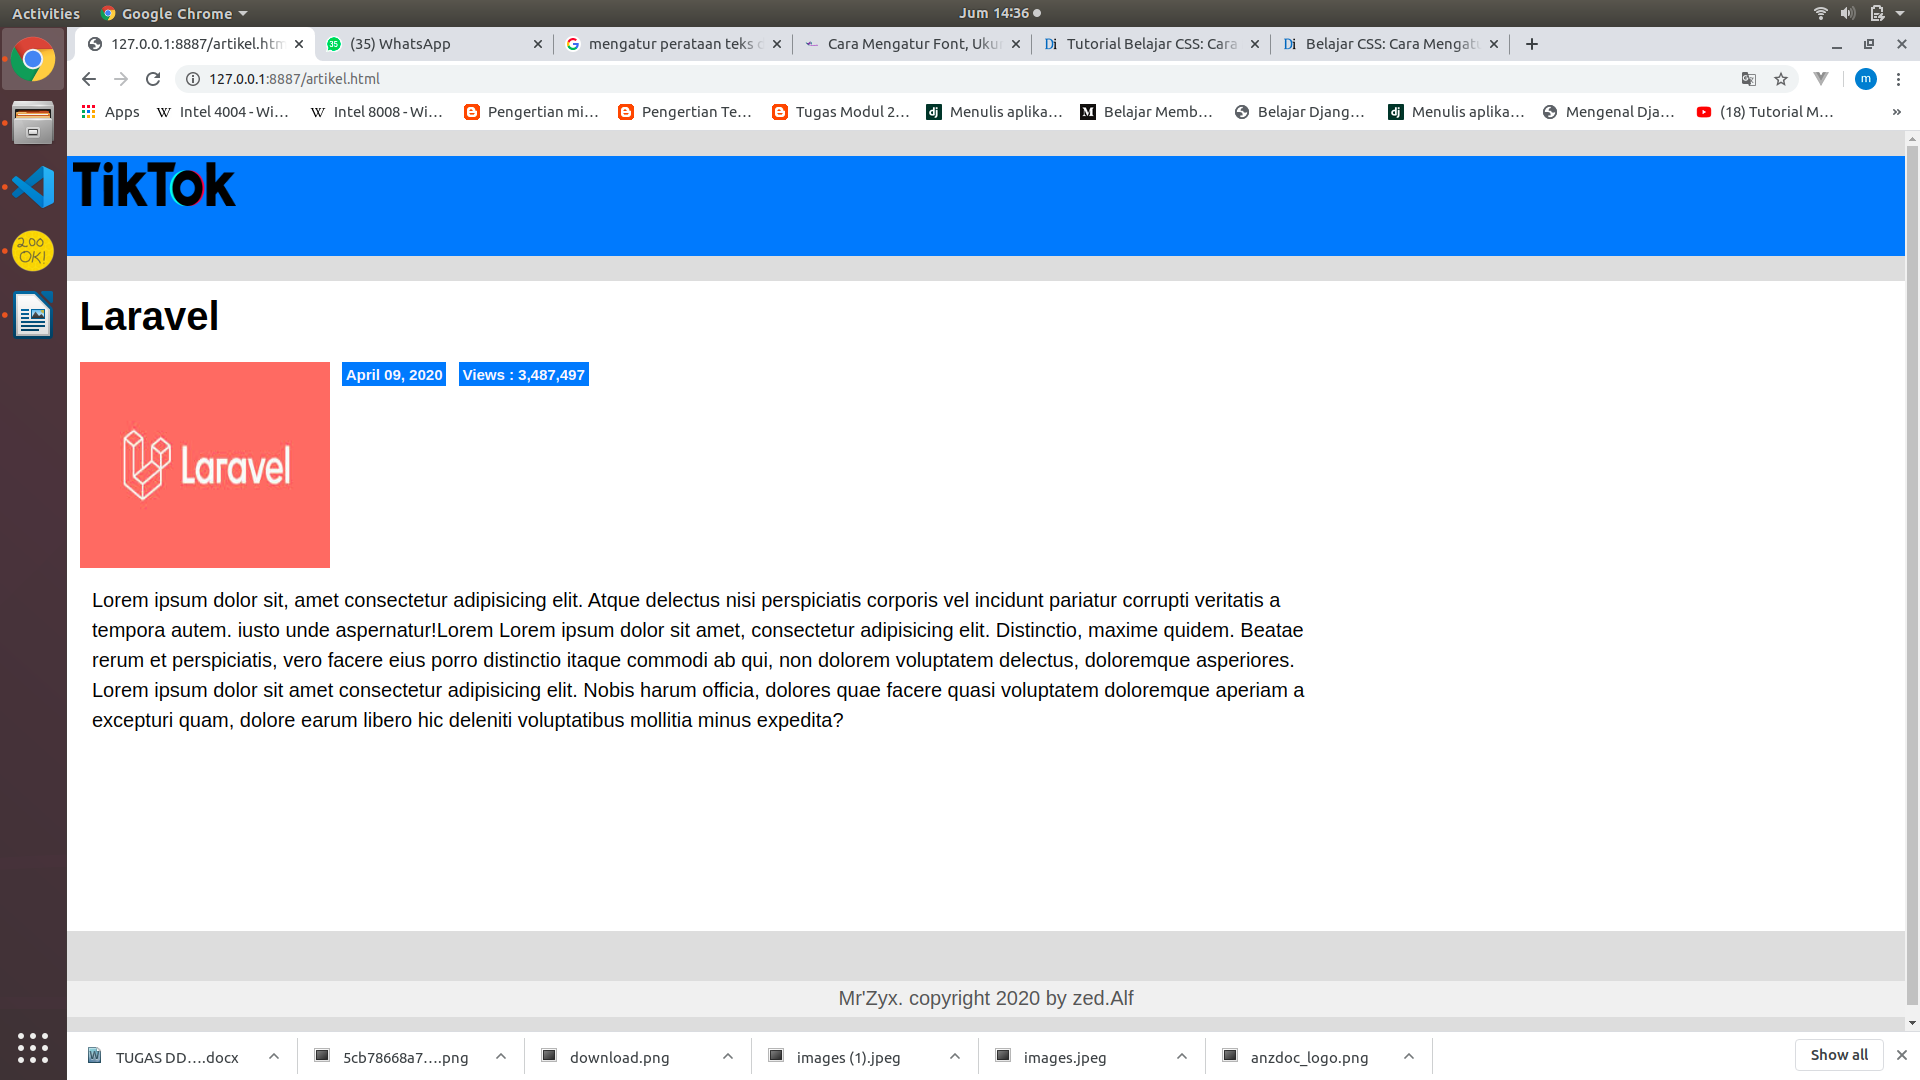 Activities
Google Chrome
Jum 14:36
127.0.0.1:8887/artikel.htm
(35) WhatsApp
mengatur perataan teks d
Cara Mengatur Font, Uku
Tutorial Belajar CSS: Cara
Belajar CSS: Cara Mengatu
127.0.0.1:8887/artikel.html
m
Apps
Intel 4004 - Wi…
Intel 8008 - Wi…
Pengertian mi…
Pengertian Te…
Tugas Modul 2…
Menulis aplika…
Belajar Memb…
Belajar Djang…
Menulis aplika…
Mengenal Dja…
(18) Tutorial M…
»
TikTok
200
OK!
Laravel
April 09, 2020
Views : 3,487,497
Laravel
Lorem ipsum dolor sit, amet consectetur adipisicing elit. Atque delectus nisi perspiciatis corporis vel incidunt pariatur corrupti veritatis a
tempora autem. iusto unde aspernatur!Lorem Lorem ipsum dolor sit amet, consectetur adipisicing elit. Distinctio, maxime quidem. Beatae
rerum et perspiciatis, vero facere eius porro distinctio itaque commodi ab qui, non dolorem voluptatem delectus, doloremque asperiores.
Lorem ipsum dolor sit amet consectetur adipisicing elit. Nobis harum officia, dolores quae facere quasi voluptatem doloremque aperiam a
excepturi quam, dolore earum libero hic deleniti voluptatibus mollitia minus expedita?
Mr'Zyx. copyright 2020 by zed.Alf
TUGAS DD….docx
5cb78668a7….png
download.png
images (1).jpeg
images.jpeg
anzdoc_logo.png
Show all